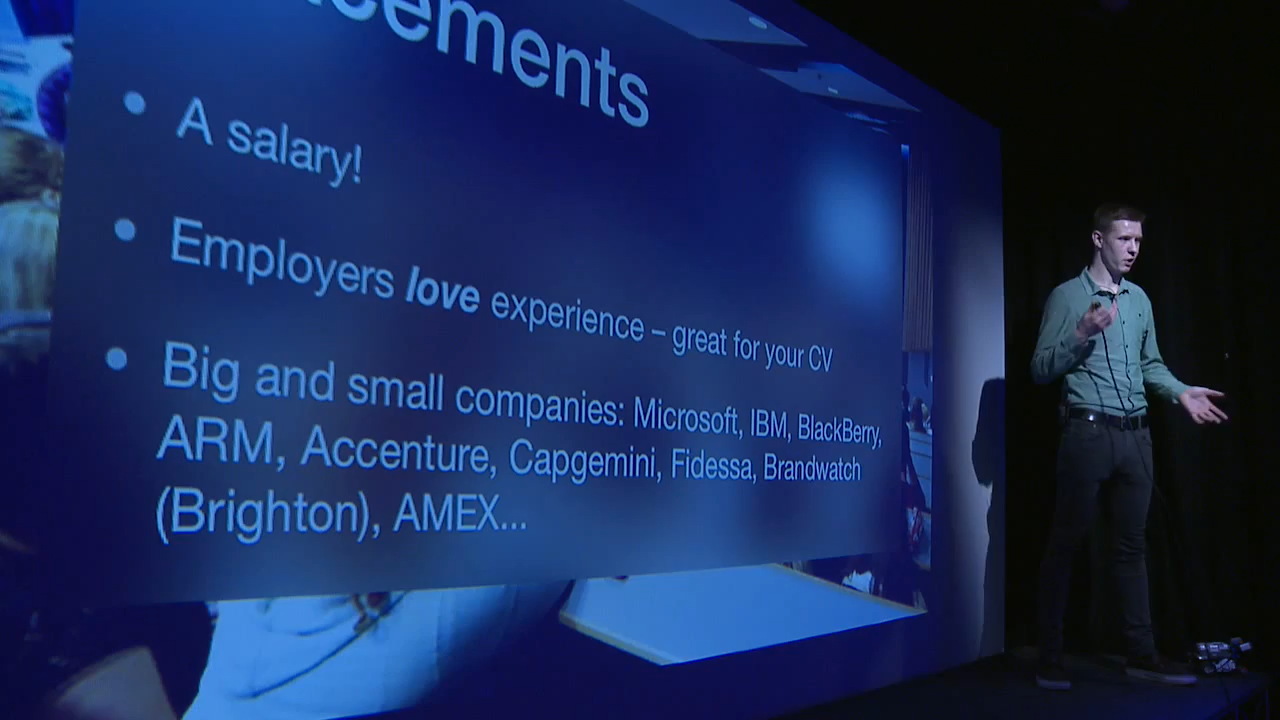 cements
A salary!
Employers love experience – great for your CV
Big and small companies: Microsoft, IBM, BlackBerry,
ARM, Accenture, Capgemini, Fidessa, Brandwatch
(Brighton), AMEX...